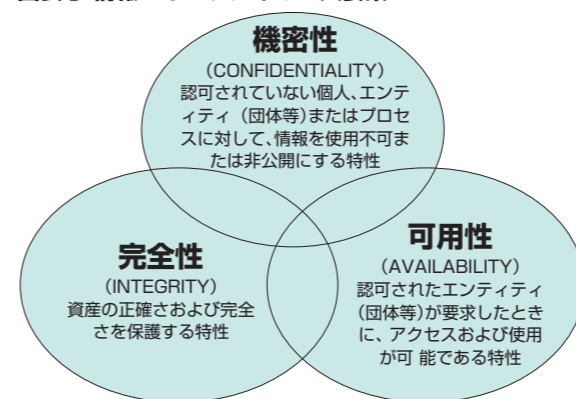 機密性
(CONFIDENTIALITY)
認可されていない個人、エンテ
ィティ（団体等）またはプロセ
スに対して、情報を使用不可ま
たは非公開にする特性
完全性
(INTEGRITY)
資産の正確さおよび完全
さを保護する特性
可用性
(AVAILABILITY)
認可されたエンティティ
(団体等)が要求したとき
に、アクセスおよび使用
が可 能である特性